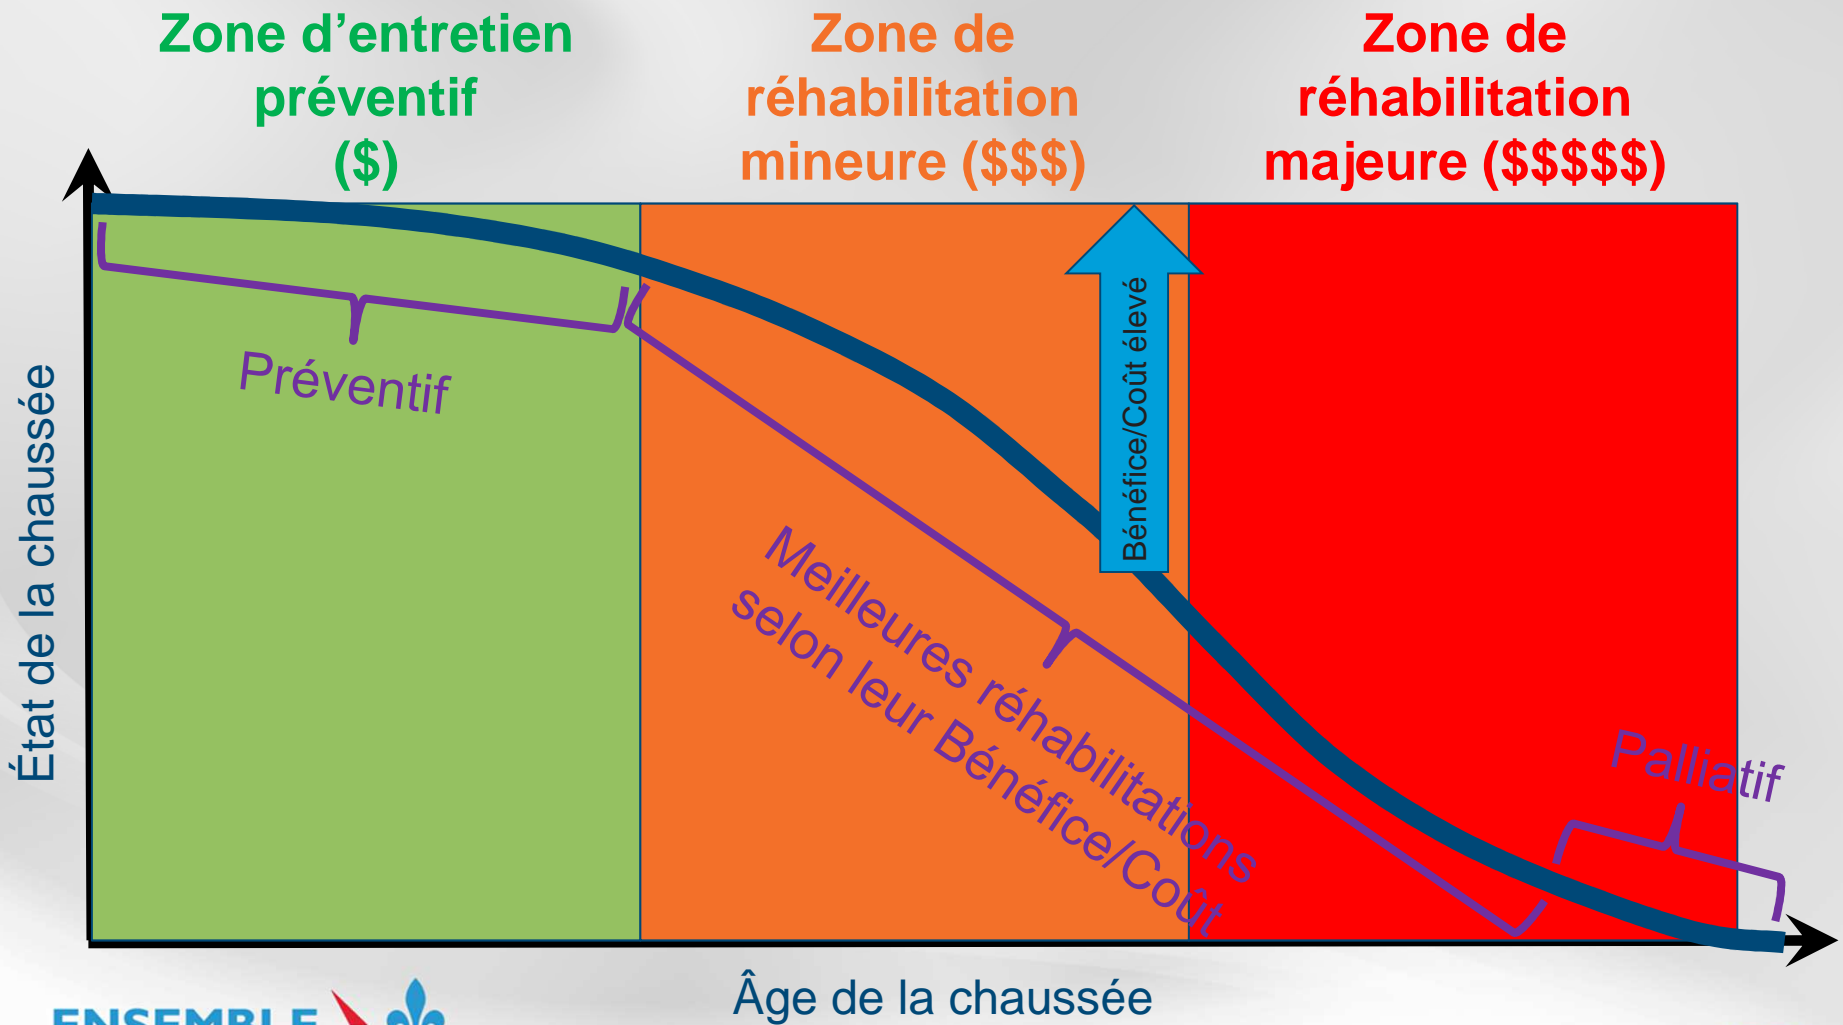 Zone d’entretien
préventif
($)
Zone de
réhabilitation
mineure ($$$)
Zone de
réhabilitation
majeure ($$$$$)
État de la chaussée
Préventif
Bénéfice/Coût élevé
Meilleures réhabilitations
selon leur Bénéfice/Coût
Palliatif
Âge de la chaussée
ENSEMBLE